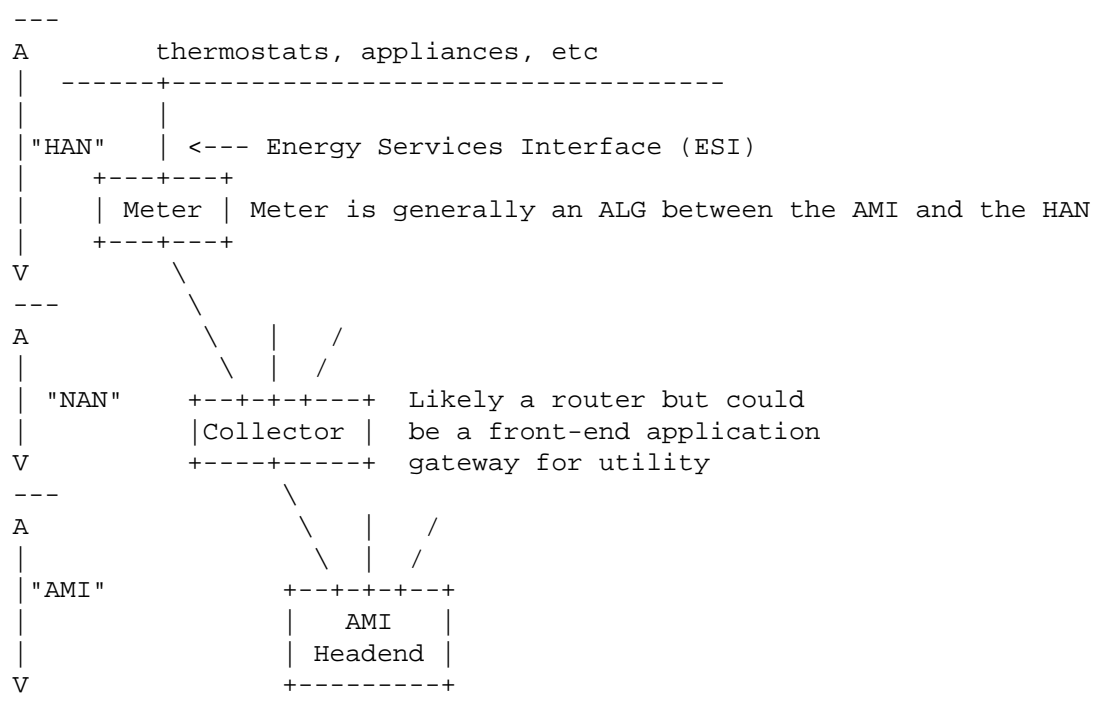 ---
A         thermostats, appliances, etc
|  ------+-----------------------------------
|        |
|"HAN"   | <--- Energy Services Interface (ESI)
|    +---+---+
|    | Meter | Meter is generally an ALG between the AMI and the HAN
|    +---+---+
V         \
---        \
A           \   |   /
|            \  |  /
| "NAN"    +--+-+-+---+  Likely a router but could
|          |Collector |  be a front-end application
V          +----+-----+  gateway for utility
---              \
A                 \   |   /
|                  \  |  /
|"AMI"           +--+-+-+--+
|                |   AMI   |
|                | Headend |
V                +---------+